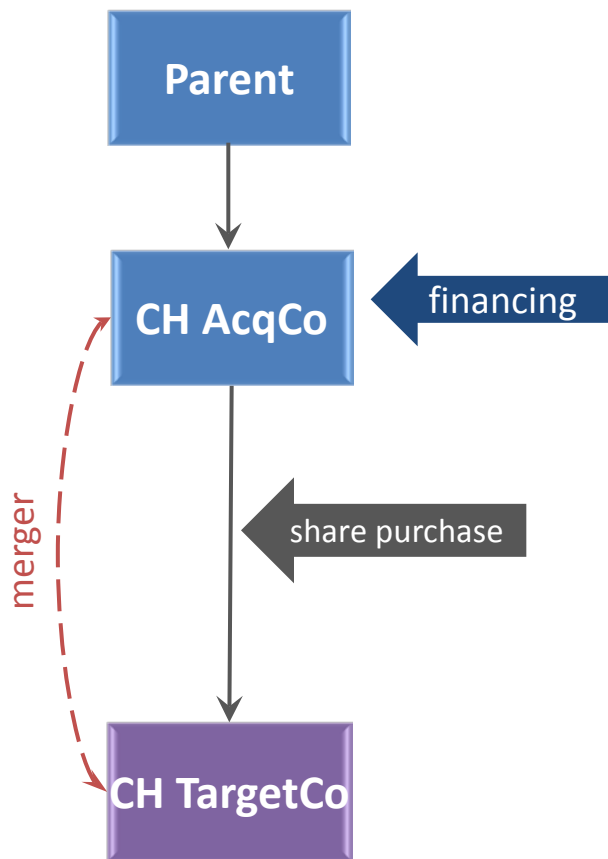 Parent
CH AcqCo
financing
share purchase
merger
CH TargetCo